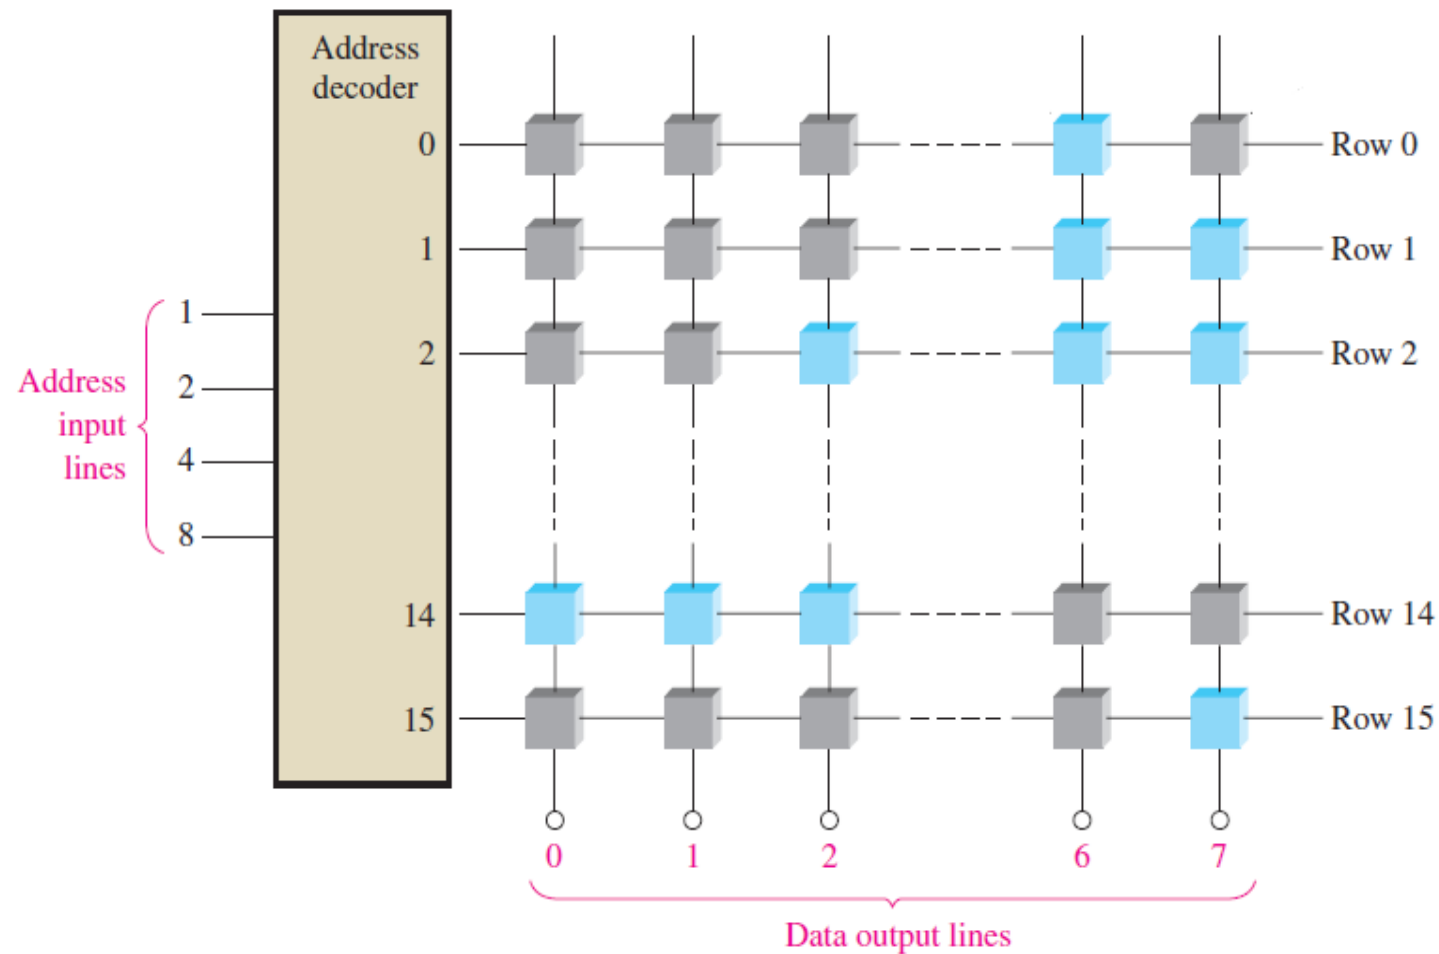 Address
decoder
0
Row 0
1
Row 1
1
2
Row 2
Address
input
lines
2
4
8
14
Row 14
15
Row 15
0 1 2 6 7
Data output lines